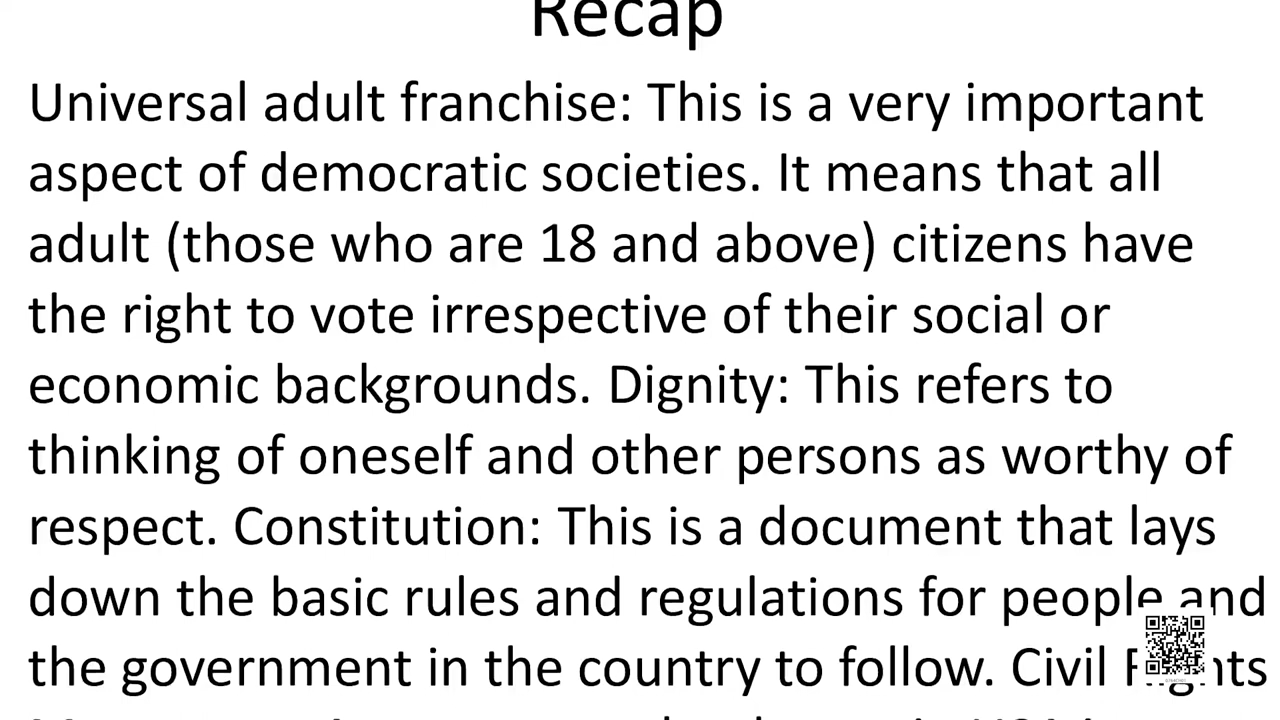 Recap
Universal adult franchise: This is a very important
aspect of democratic societies. It means that all
adult (those who are 18 and above) citizens have
the right to vote irrespective of their social or
economic backgrounds. Dignity: This refers to
thinking of oneself and other persons as worthy of
respect. Constitution: This is a document that lays
down the basic rules and regulations for people and
the government in the country to follow. Civil Rights